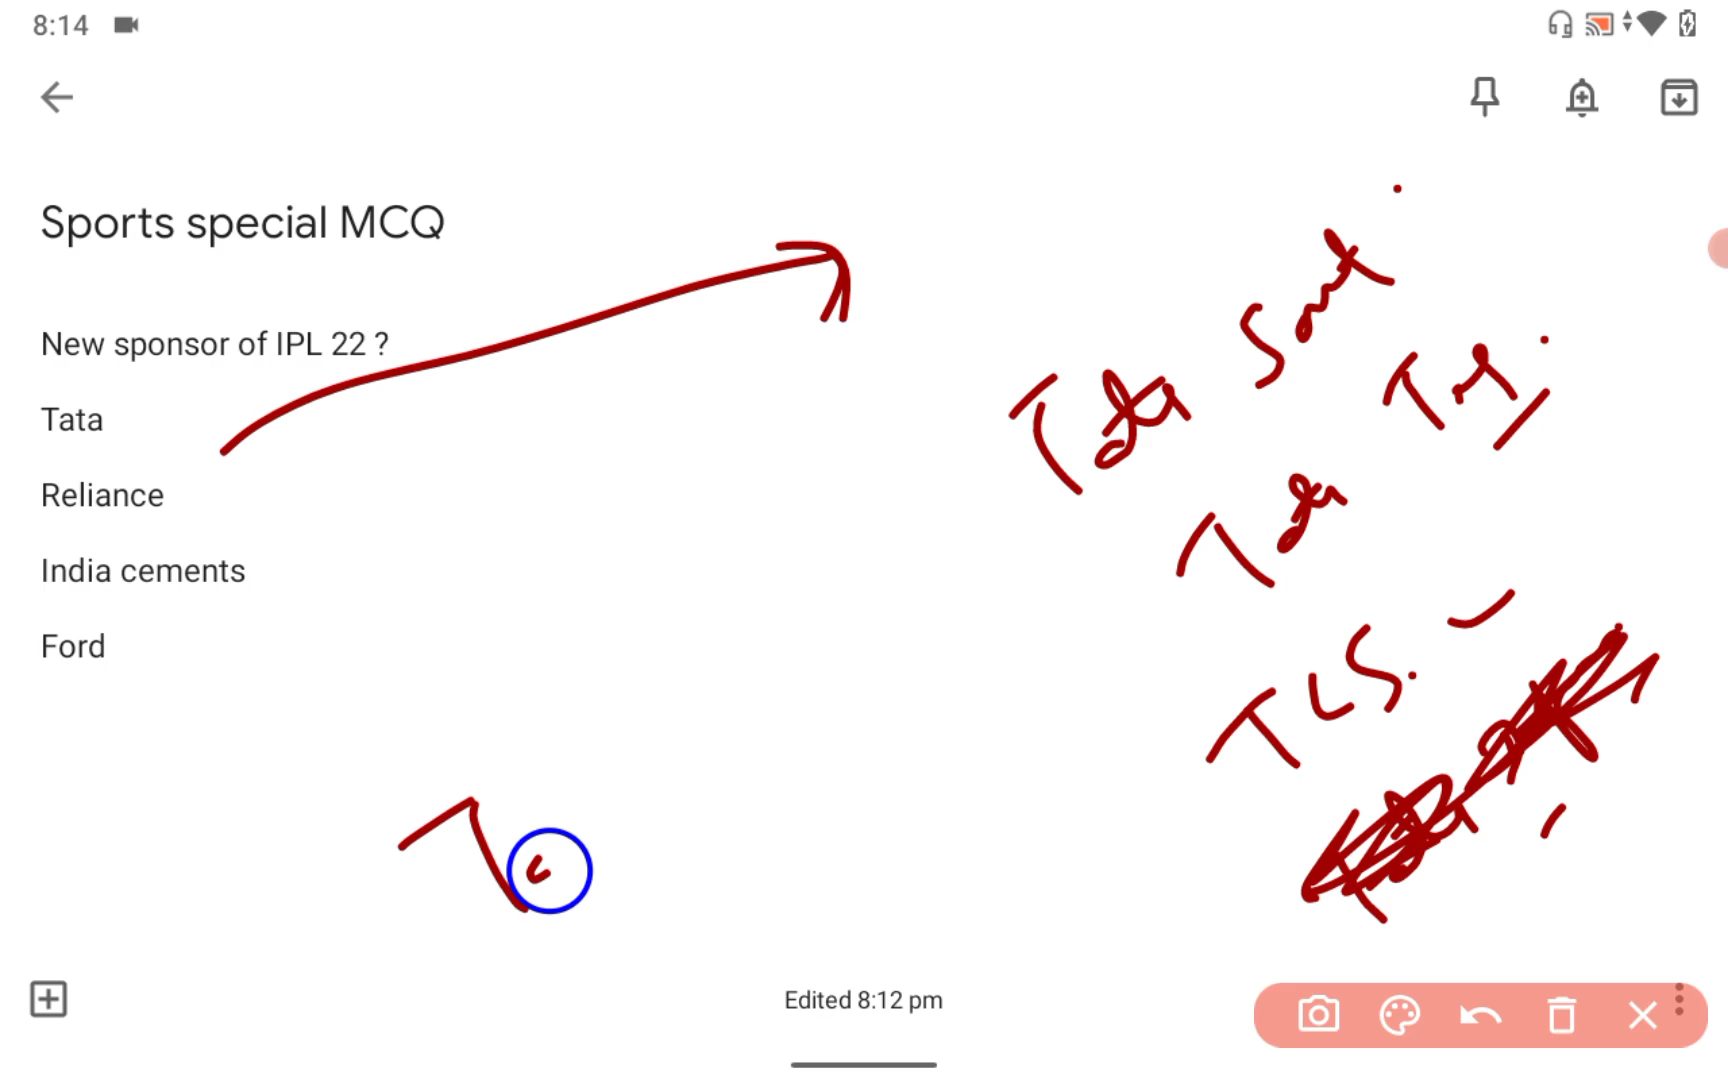 8:14
Sports special MCQ
New sponsor of IPL 22 ?
Tata
Reliance
India cements
Ford
Tata
TCS.
Edited 8:12 pm